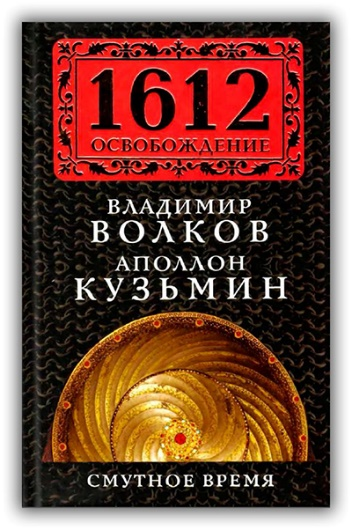 1612
ОСВОБОЖДЕНИЕ
ВЛАДИМИР
ВОЛКОВ
АПОЛЛОН
КУЗЬМИН
СМУТНОЕ ВРЕМЯ